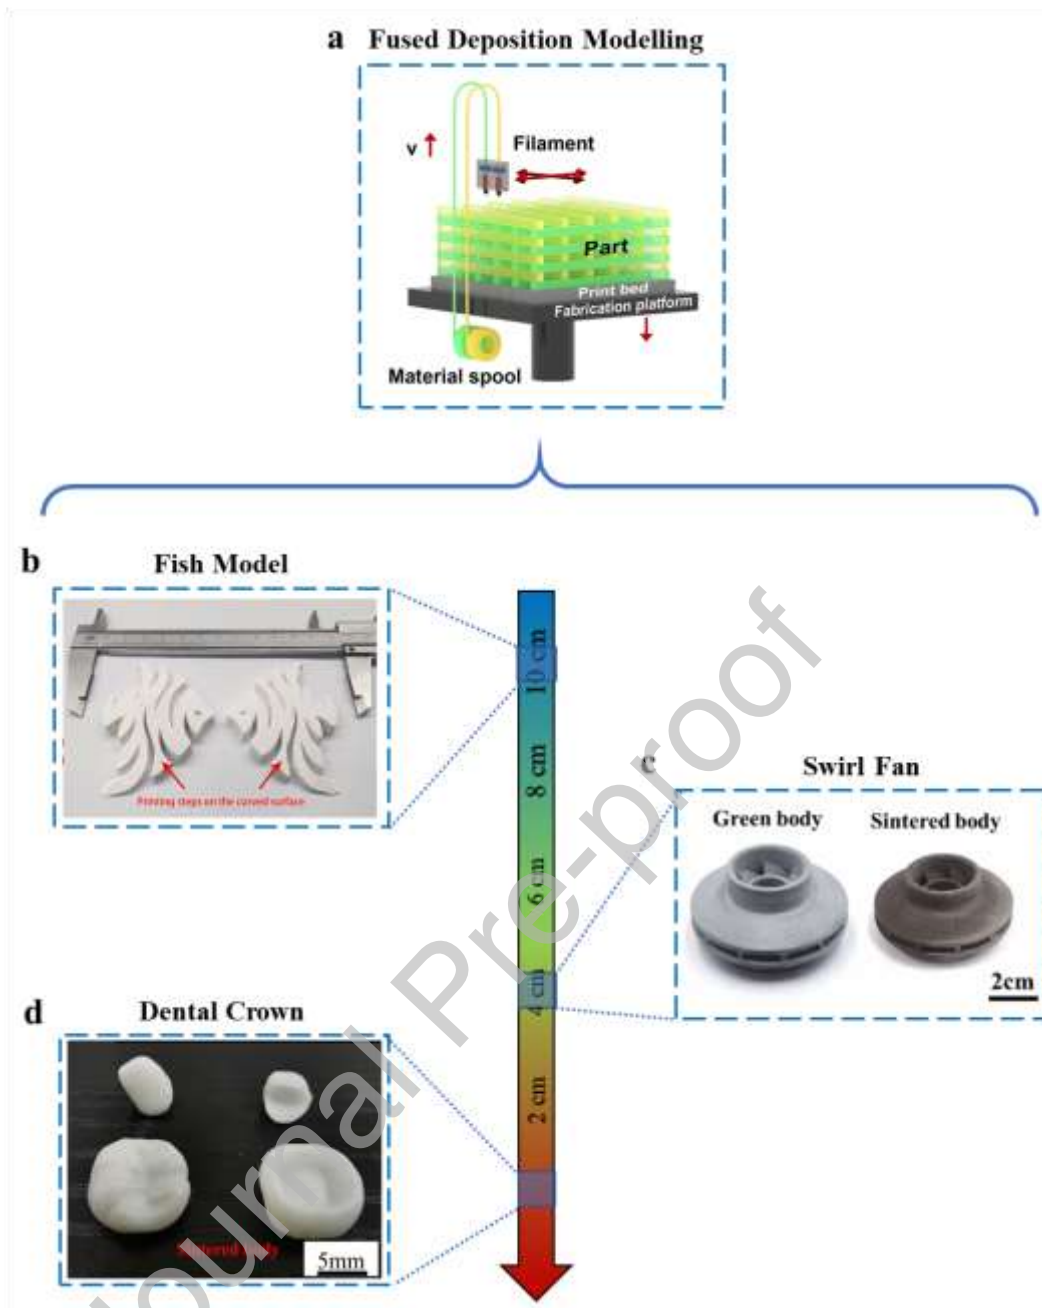 a Fused Deposition Modelling
v
Filament
Part
Print bed
Fabrication platform
Material spool
b
Fish Model
Printing steps on the curved surface
10 cm
8 cm
6 cm
4 cm
2 cm
c
Swirl Fan
Green body
Sintered body
2cm
d
Dental Crown
Sintered body
5mm
Journal Pre-proof